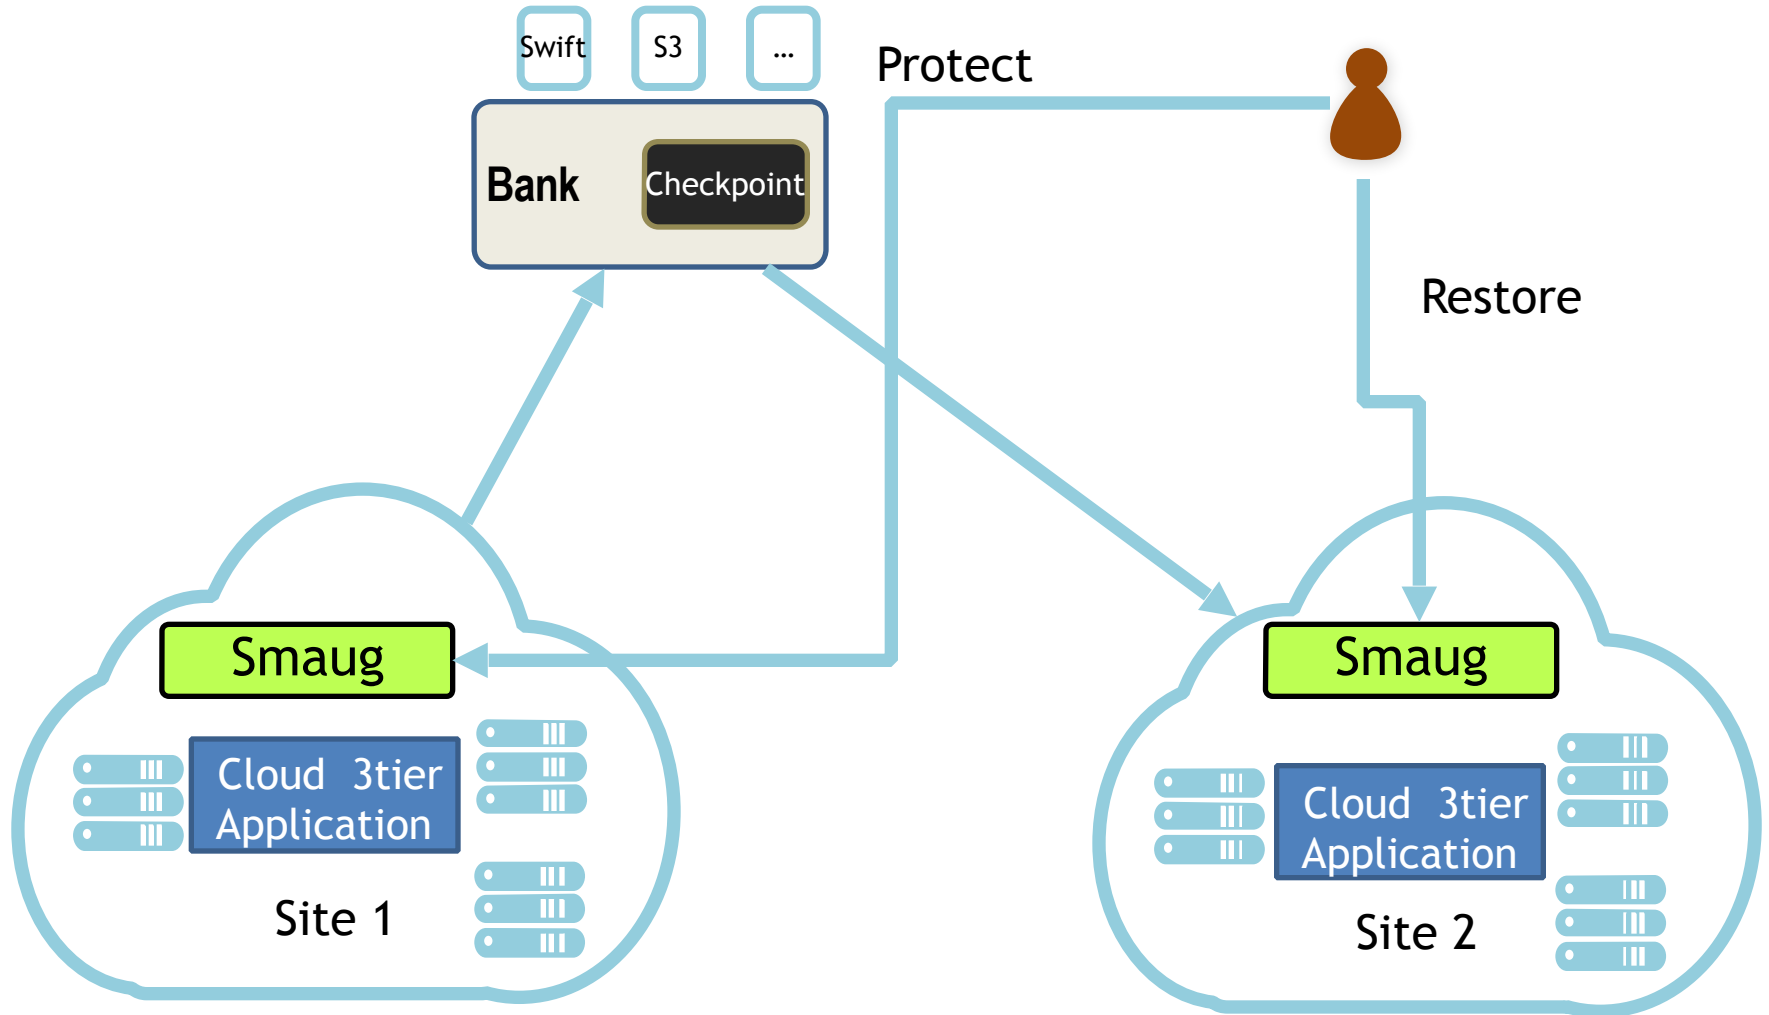 Swift
S3
...
Protect
Bank
Checkpoint
Restore
Smaug
Smaug
Cloud 3tier
Application
Cloud 3tier
Application
Site 1
Site 2